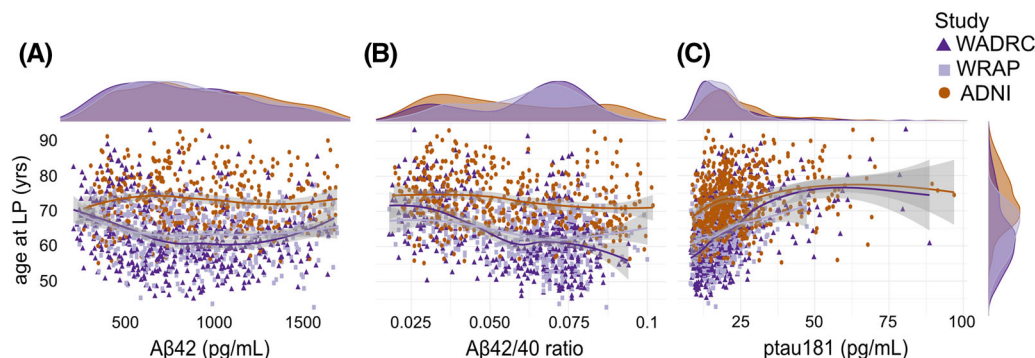 Study
WADRC
WRAP
ADNI
(A)
(B)
(C)
age at LP (yrs)
90
80
70
60
50
500
1000
1500
0.025
0.050
0.075
0.1
25
50
75
100
Aβ42 (pg/mL)
Aβ42/40 ratio
ptau181 (pg/mL)